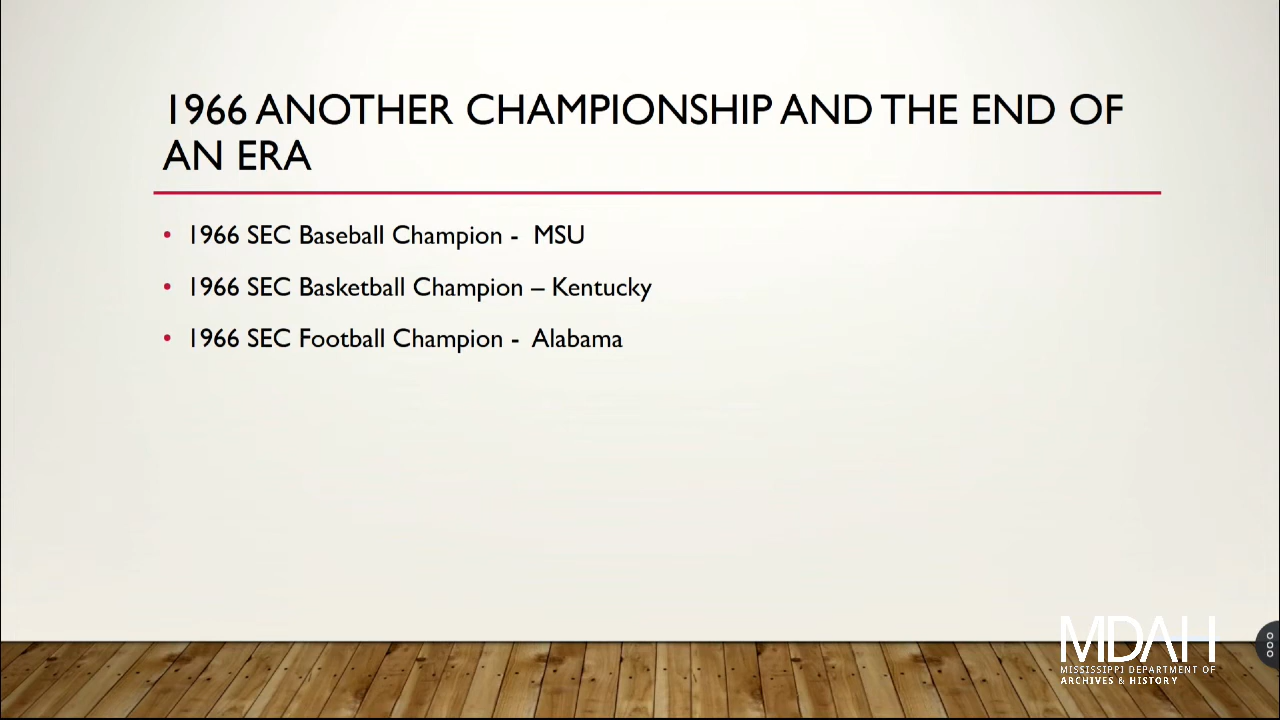 1966 ANOTHER CHAMPIONSHIP AND THE END OF
AN ERA
• 1966 SEC Baseball Champion - MSU
• 1966 SEC Basketball Champion – Kentucky
• 1966 SEC Football Champion - Alabama
MDAH
MISSISSIPPI DEPARTMENT OF
ARCHIVES & HISTORY